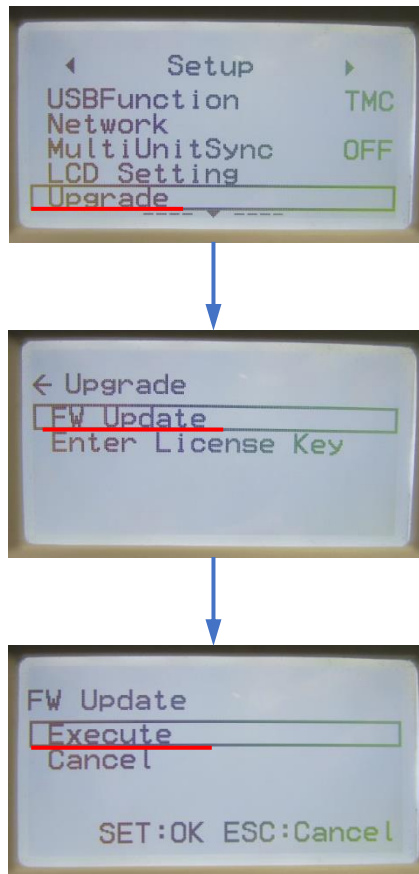 Setup
USBFunction TMC
Network
MultiUnitSync OFF
LCD Setting
Upgrade
← Upgrade
FW Update
Enter License Key
FW Update
Execute
Cancel
SET:OK ESC:Cancel